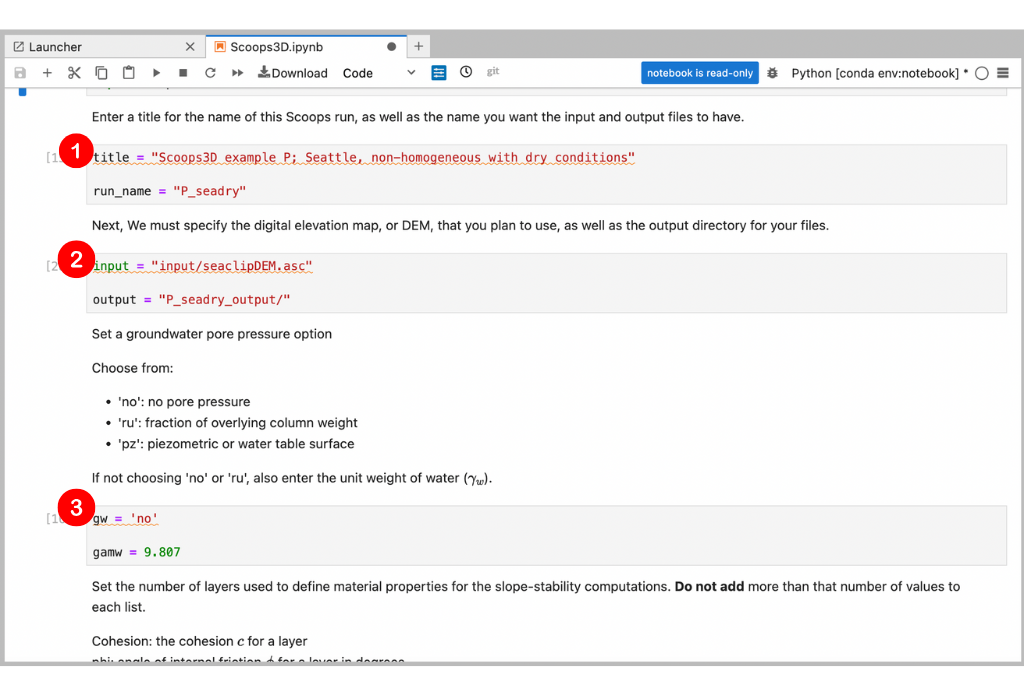 Launcher
Scoops3D.ipynb
Download Code git notebook is read-only Python [conda env:notebook] *
Enter a title for the name of this Scoops run, as well as the name you want the input and output files to have.
1
title = "Scoops3D example P; Seattle, non-homogeneous with dry conditions"
run_name = "P_seadry"
Next, We must specify the digital elevation map, or DEM, that you plan to use, as well as the output directory for your files.
2
input = "input/seaclipDEM.asc"
output = "P_seadry_output/"
Set a groundwater pore pressure option
Choose from:
• 'no': no pore pressure
• 'ru': fraction of overlying column weight
• 'pz': piezometric or water table surface
If not choosing 'no' or 'ru', also enter the unit weight of water (γw).
3
gw = 'no'
gamw = 9.807
Set the number of layers used to define material properties for the slope-stability computations. Do not add more than that number of values to
each list.
Cohesion: the cohesion c for a layer
phi: angle of internal friction ϕ for a layer in degrees